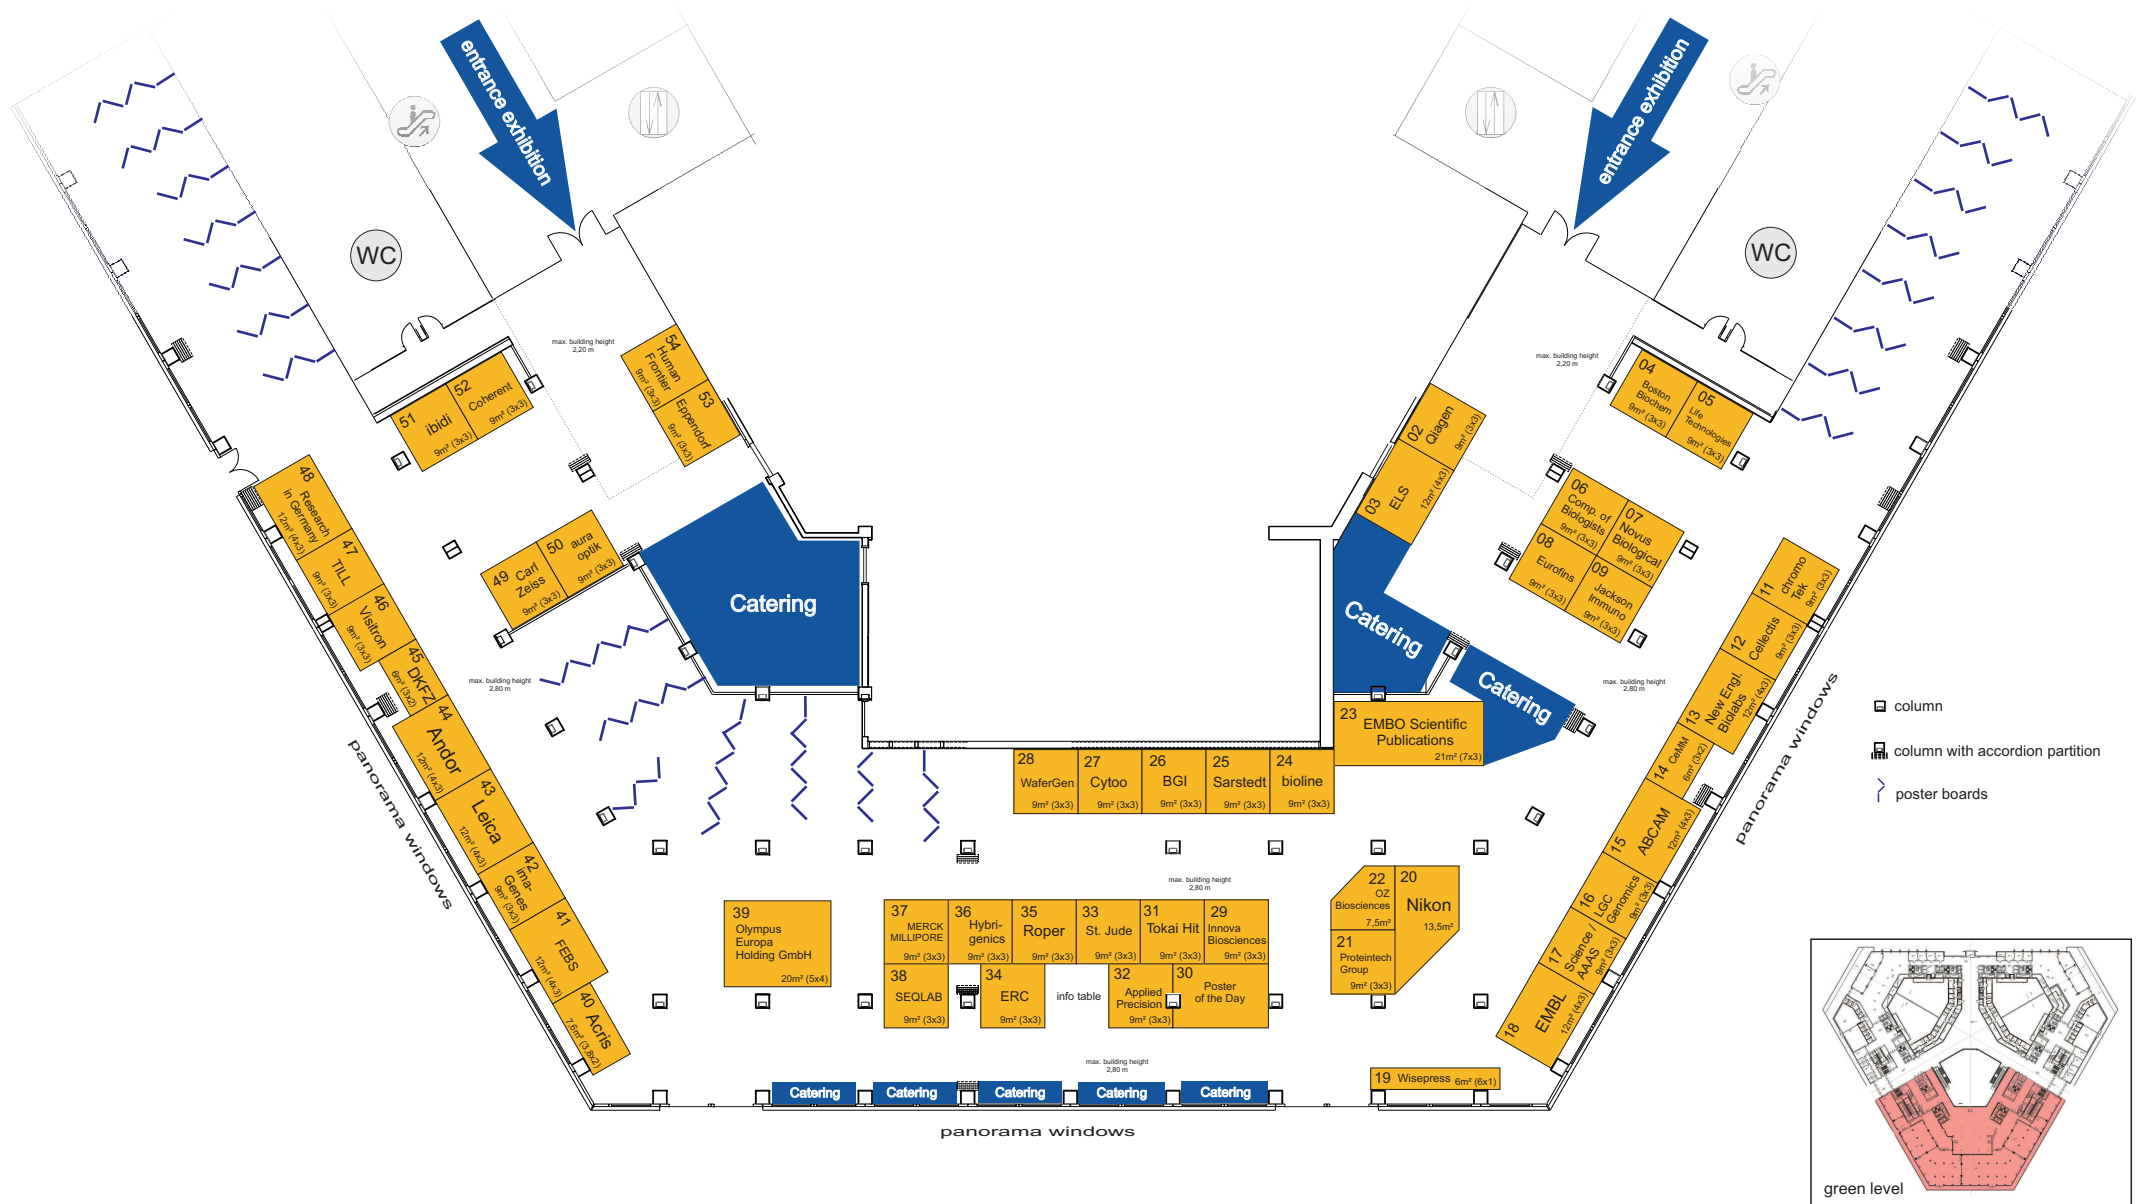 entrance exhibition
entrance exhibition
WC
WC
max. building height
2,20 m
max. building height
2,20 m
54
Human
Frontier
9m² (3x3)
53
Eppendorf
9m² (3x3)
52
Coherent
9m² (3x3)
51
ibidi
9m² (3x3)
02
Qiagen
9m² (3x3)
03
ELS
12m² (4x3)
04
Boston
Biochem
9m² (3x3)
05
Life
Technologies
9m² (3x3)
06
Comp. of
Biologists
9m² (3x3)
07
Novus
Biological
9m² (3x3)
08
Eurofins
9m² (3x3)
09
Jackson
Immuno
9m² (3x3)
48
Research
in Germany
12m² (4x3)
47
TILL
9m² (3x3)
46
Visitron
9m² (3x3)
45
DKFZ
6m² (3x2)
44
Andor
12m² (4x3)
43
Leica
12m² (4x3)
42
ima-
Genes
9m² (3x3)
41
FEBS
12m² (4x3)
40 Acris
7,6m² (3,8x2)
49 Carl
Zeiss
9m² (3x3)
50 aura
optik
9m² (3x3)
Catering
Catering
Catering
max. building height
2,80 m
max. building height
2,80 m
11
chromo
Tek
9m² (3x3)
12
Cellectis
9m² (3x3)
13
New Engl.
Biolabs
12m² (4x3)
14 CeMM
6m² (3x2)
15
ABCAM
12m² (4x3)
16
LGC
Genomics
9m² (3x3)
17
Science /
AAAS
9m² (3x3)
18
EMBL
12m² (4x3)
23
EMBO Scientific
Publications
21m² (7x3)
28
WaferGen
9m² (3x3)
27
Cytoo
9m² (3x3)
26
BGI
9m² (3x3)
25
Sarstedt
9m² (3x3)
24
bioline
9m² (3x3)
column
column with accordion partition
poster boards
panorama windows
panorama windows
max. building height
2,80 m
22
OZ
Biosciences
7,5m²
20
Nikon
13,5m²
21
Proteintech
Group
9m² (3x3)
39
Olympus
Europa
Holding GmbH
20m² (5x4)
37
MERCK
MILLIPORE
9m² (3x3)
36
Hybri-
genics
9m² (3x3)
35
Roper
9m² (3x3)
33
St. Jude
9m² (3x3)
31
Tokai Hit
9m² (3x3)
29
Innova
Biosciences
9m² (3x3)
38
SEQLAB
9m² (3x3)
34
ERC
9m² (3x3)
info table
32
Applied
Precision
9m² (3x3)
30
Poster
of the Day
max. building height
2,80 m
19 Wisepress 6m² (6x1)
Catering
Catering
Catering
Catering
Catering
panorama windows
green level